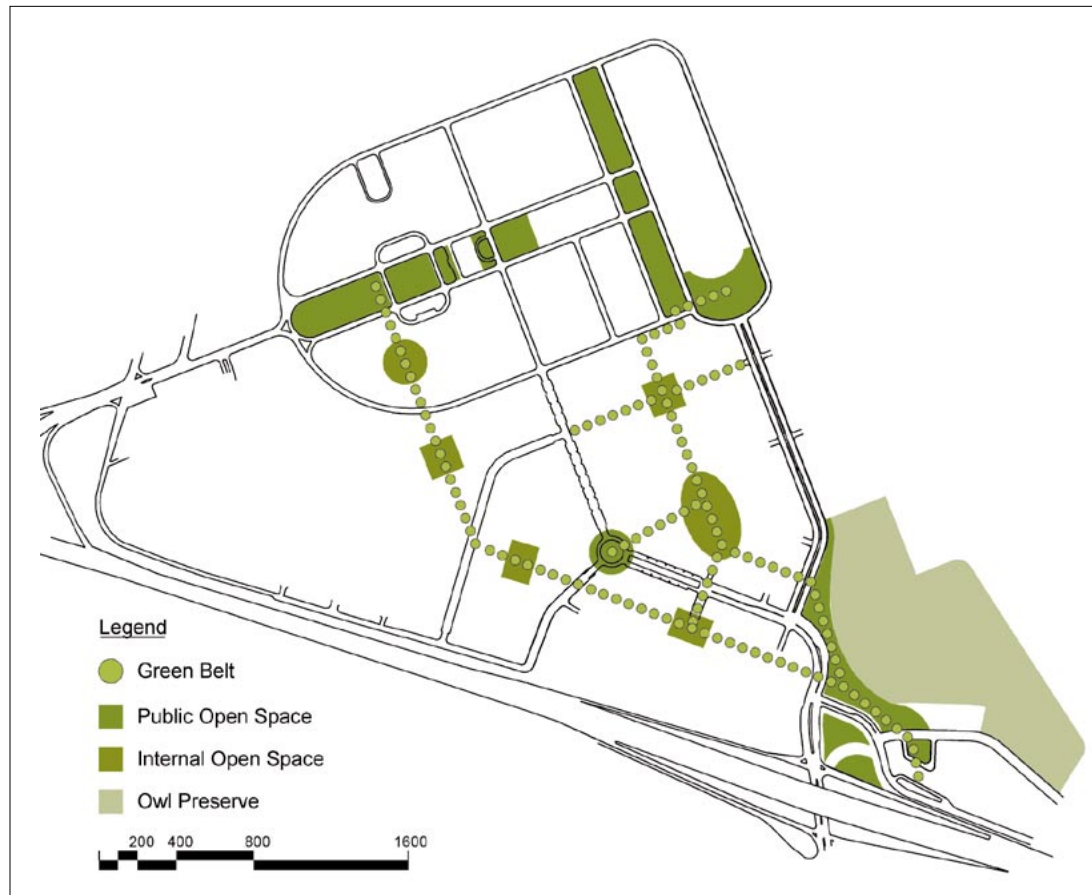 Legend
Green Belt
Public Open Space
Internal Open Space
Owl Preserve
200 400 800 1600